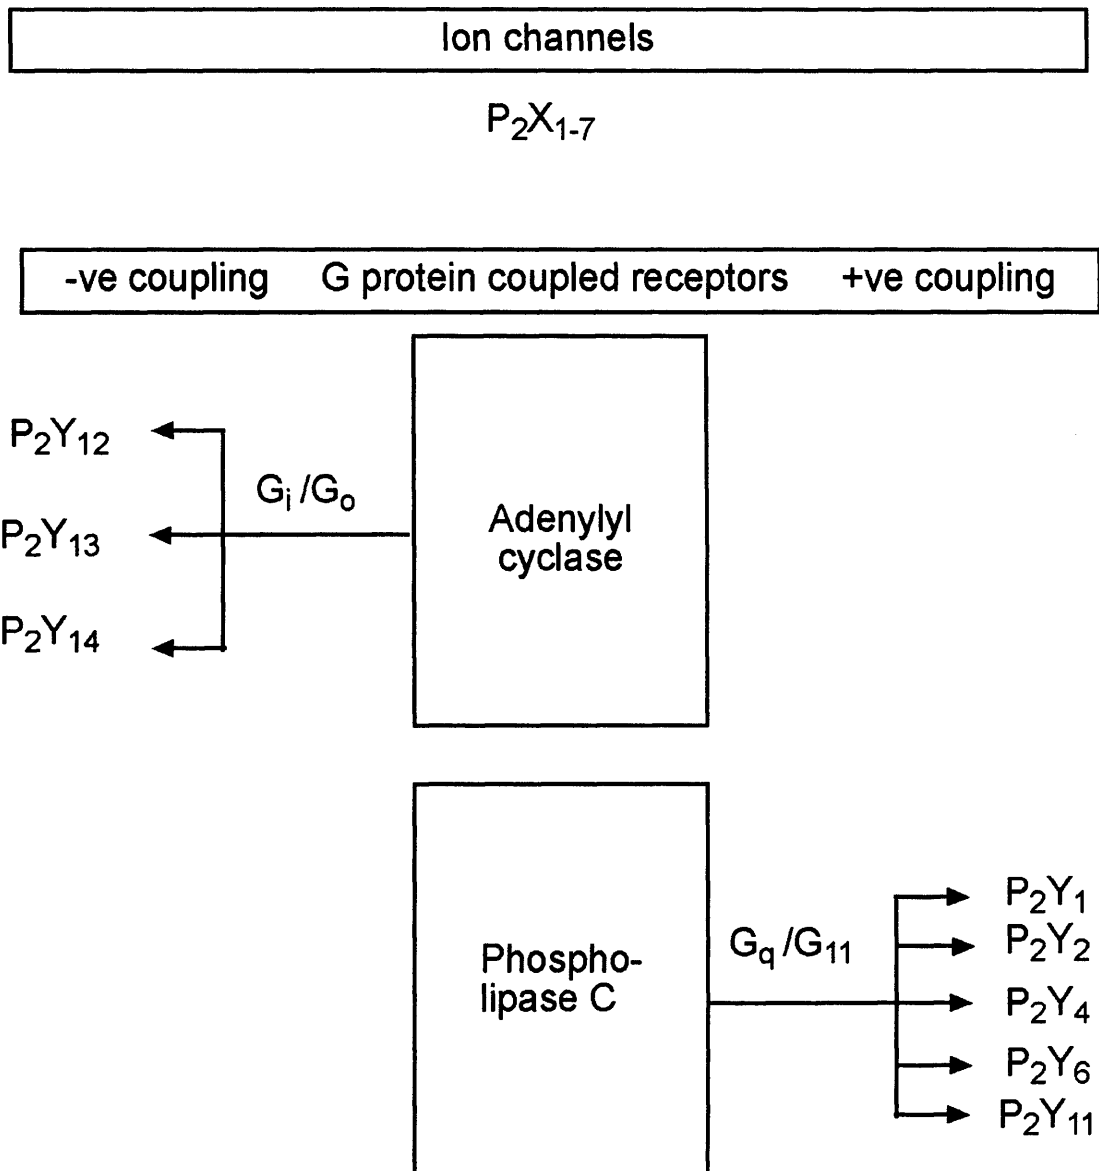 Ion channels
P₂X₁₋₇
-ve coupling G protein coupled receptors +ve coupling
P₂Y₁₂
Gᵢ /Gₒ
P₂Y₁₃
Adenylyl
cyclase
P₂Y₁₄
Phospho-
lipase C
G_q /G₁₁
P₂Y₁
P₂Y₂
P₂Y₄
P₂Y₆
P₂Y₁₁